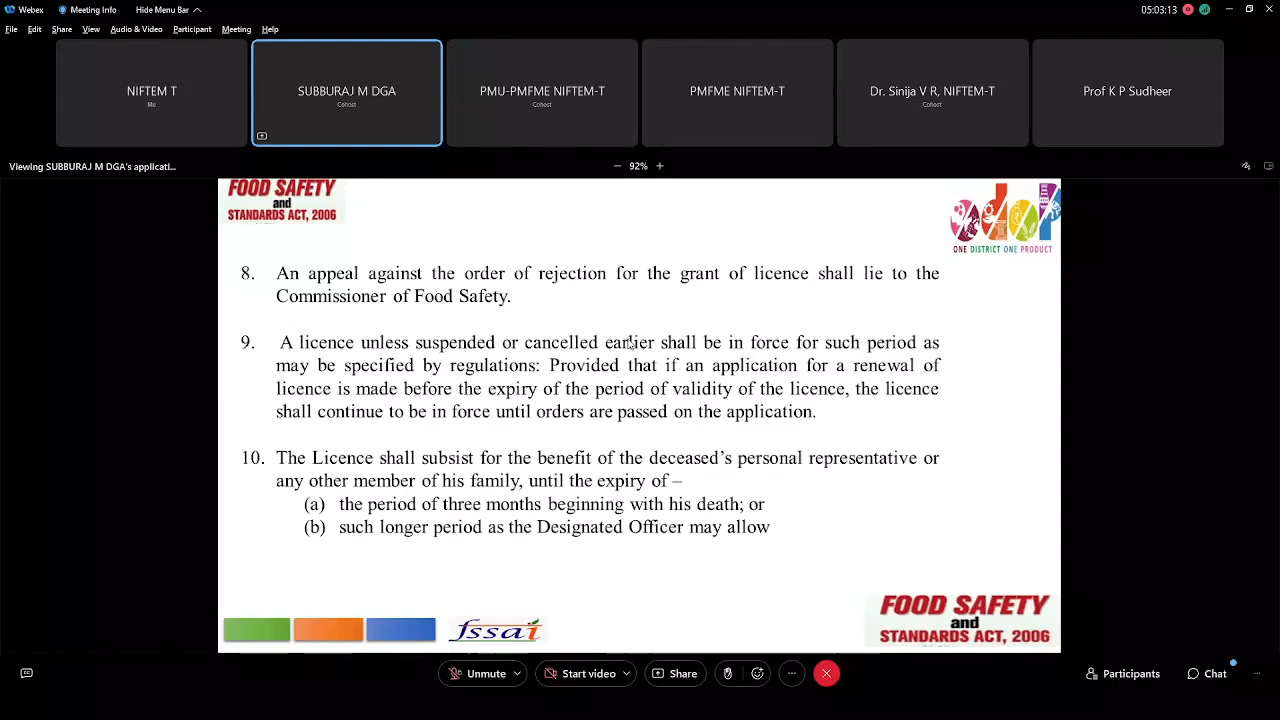 Webex Meeting Info Hide Menu Bar 05:03:13
File Edit Share View Audio & Video Participant Meeting Help
NIFTEM T SUBBURAJ M DGA PMU-PMFME NIFTEM-T PMFME NIFTEM-T Dr. Sinija V R, NIFTEM-T Prof K P Sudheer
Me Cohost Cohost Cohost
Viewing SUBBURAJ M DGA's applicati... 92%
FOOD SAFETY
and
STANDARDS ACT, 2006
odop
ONE DISTRICT ONE PRODUCT
8. An appeal against the order of rejection for the grant of licence shall lie to the
Commissioner of Food Safety.
9. A licence unless suspended or cancelled earlier shall be in force for such period as
may be specified by regulations: Provided that if an application for a renewal of
licence is made before the expiry of the period of validity of the licence, the licence
shall continue to be in force until orders are passed on the application.
10. The Licence shall subsist for the benefit of the deceased’s personal representative or
any other member of his family, until the expiry of –
(a) the period of three months beginning with his death; or
(b) such longer period as the Designated Officer may allow
fssai
FOOD SAFETY
and
STANDARDS ACT, 2006
Unmute Start video Share Participants Chat